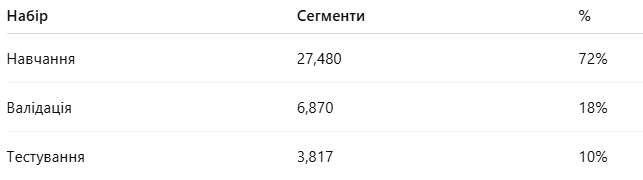 Набір Сегменти %
Навчання 27,480 72%
Валідація 6,870 18%
Тестування 3,817 10%